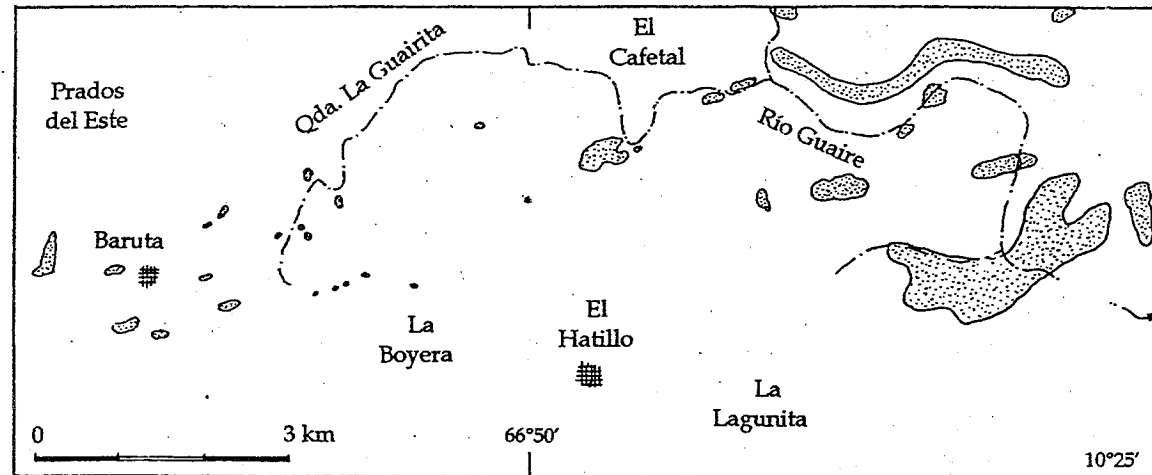 El
Cafetal
Qda. La Guairita
Prados
del Este
Río Guaire
Baruta
El
Hatillo
La
Boyera
La
Lagunita
0
3 km
66°50'
10°25'